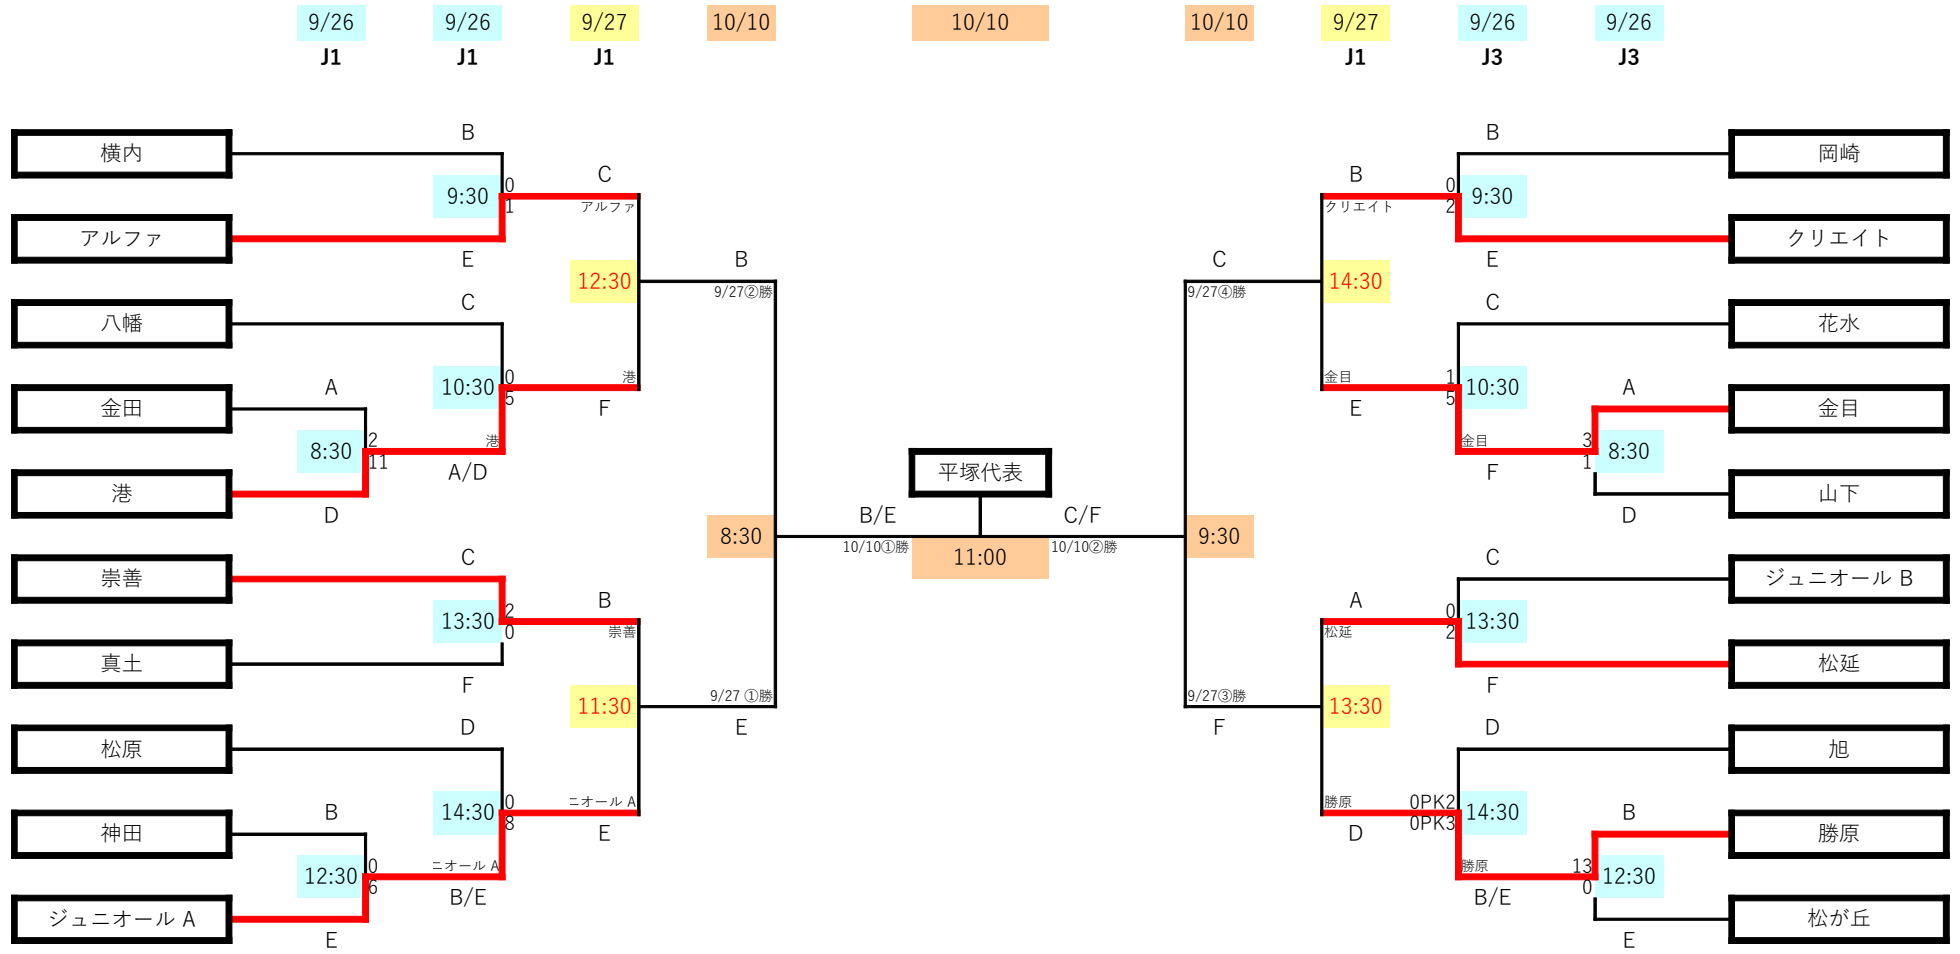 9/26 9/26 9/27 10/10 10/10 10/10 9/27 9/26 9/26
J1 J1 J1 J1 J3 J3
B B
横内 岡崎
C B
9:30 0 0 9:30
1 アルファ クリエイト 2
アルファ クリエイト
E B C E
12:30 14:30
9/27②勝 9/27④勝
C C
八幡 花水
港 金目
10:30 0 1 10:30
A 5 5 A
F E
金田 金目
2 港 金目 3
8:30 8:30
11 1
A/D F
平塚代表
港 山下
D B/E C/F D
8:30 9:30
10/10①勝 10/10②勝
C 11:00 C
崇善 ジュニオール B
B A
13:30 2 0 13:30
0 崇善 松延 2
真土 松延
F 9/27 ①勝 9/27③勝 F
11:30 13:30
D E F D
松原 旭
ニオール A 勝原
14:30 0 0PK2 14:30
B 8 0PK3 B
E D
神田 勝原
0 ニオール A 勝原 13
12:30 12:30
6 0
B/E B/E
ジュニオール A 松が丘
E E